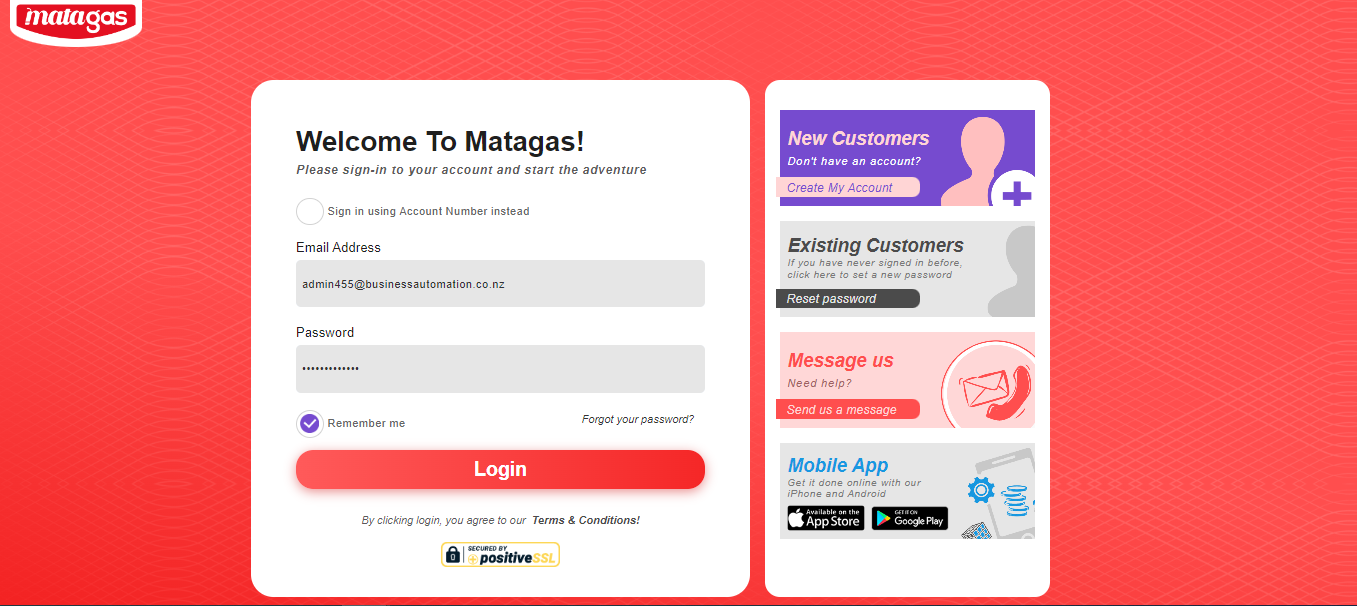 matagas
Welcome To Matagas!
Please sign-in to your account and start the adventure
Sign in using Account Number instead
Email Address
admin455@businessautomation.co.nz
Password
•••••••••••••
Remember me
Forgot your password?
Login
By clicking login, you agree to our Terms & Conditions!
SECURED BY
positiveSSL
New Customers
Don't have an account?
Create My Account
Existing Customers
If you have never signed in before,
click here to set a new password
Reset password
Message us
Need help?
Send us a message
Mobile App
Get it done online with our
iPhone and Android
Available on the
App Store
GET IT ON
Google Play